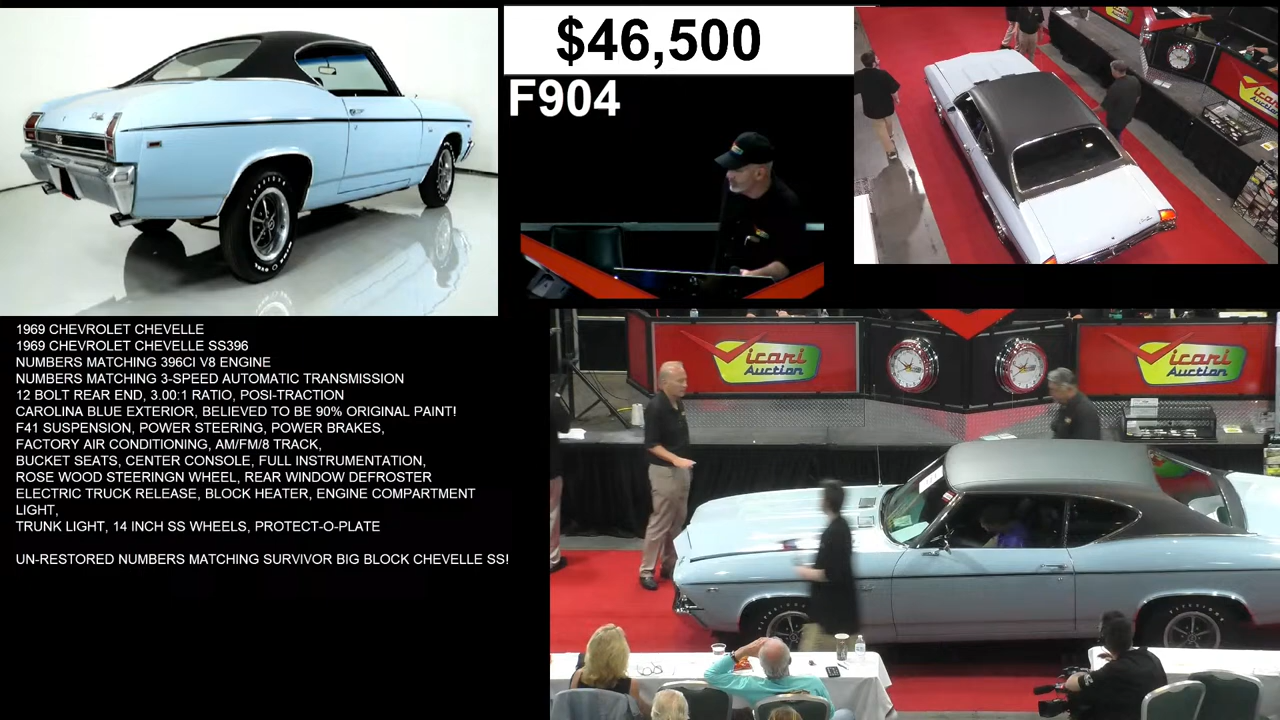 $46,500
F904
1969 CHEVROLET CHEVELLE
1969 CHEVROLET CHEVELLE SS396
NUMBERS MATCHING 396CI V8 ENGINE
NUMBERS MATCHING 3-SPEED AUTOMATIC TRANSMISSION
12 BOLT REAR END, 3.00:1 RATIO, POSI-TRACTION
CAROLINA BLUE EXTERIOR, BELIEVED TO BE 90% ORIGINAL PAINT!
F41 SUSPENSION, POWER STEERING, POWER BRAKES,
FACTORY AIR CONDITIONING, AM/FM/8 TRACK,
BUCKET SEATS, CENTER CONSOLE, FULL INSTRUMENTATION,
ROSE WOOD STEERINGN WHEEL, REAR WINDOW DEFROSTER
ELECTRIC TRUCK RELEASE, BLOCK HEATER, ENGINE COMPARTMENT
LIGHT,
TRUNK LIGHT, 14 INCH SS WHEELS, PROTECT-O-PLATE
UN-RESTORED NUMBERS MATCHING SURVIVOR BIG BLOCK CHEVELLE SS!
Vicari
Auction
Vicari
Auction
Vicari
Auction